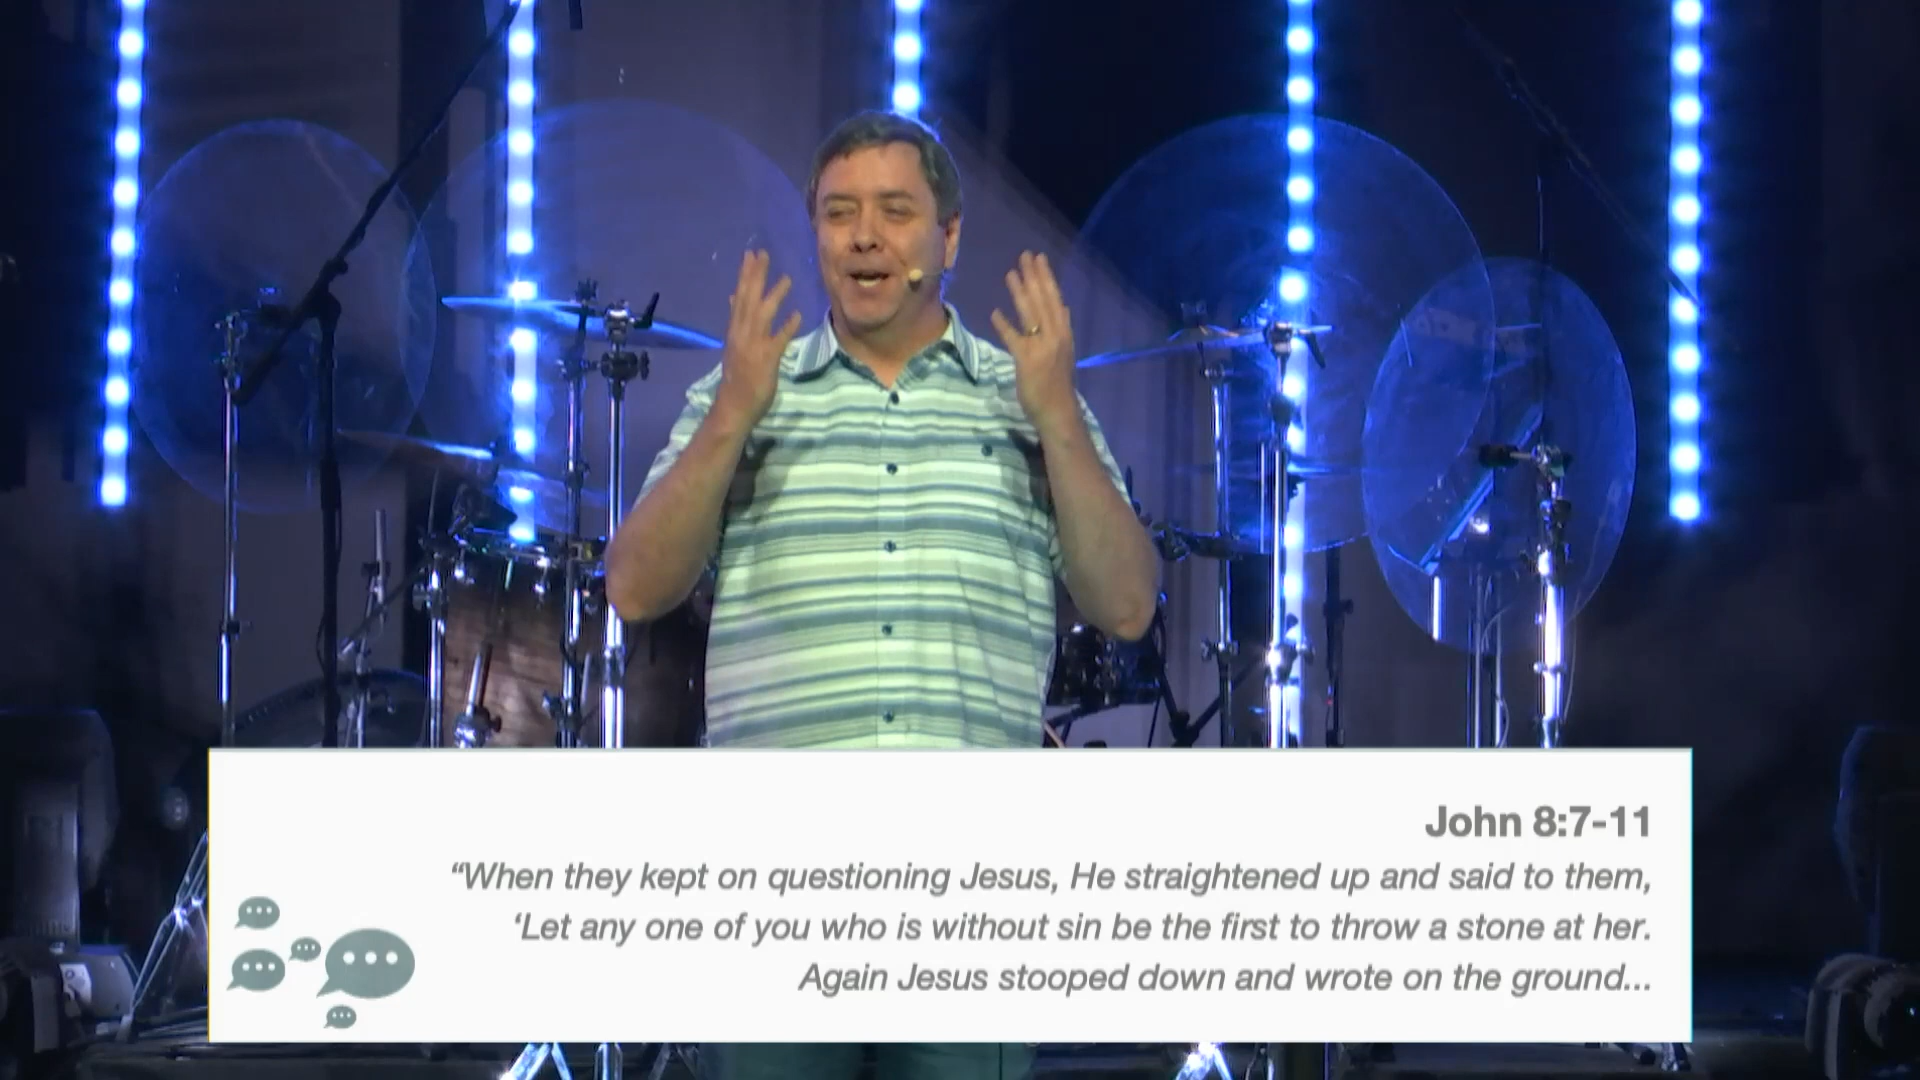 John 8:7-11
“When they kept on questioning Jesus, He straightened up and said to them,
‘Let any one of you who is without sin be the first to throw a stone at her.
Again Jesus stooped down and wrote on the ground...